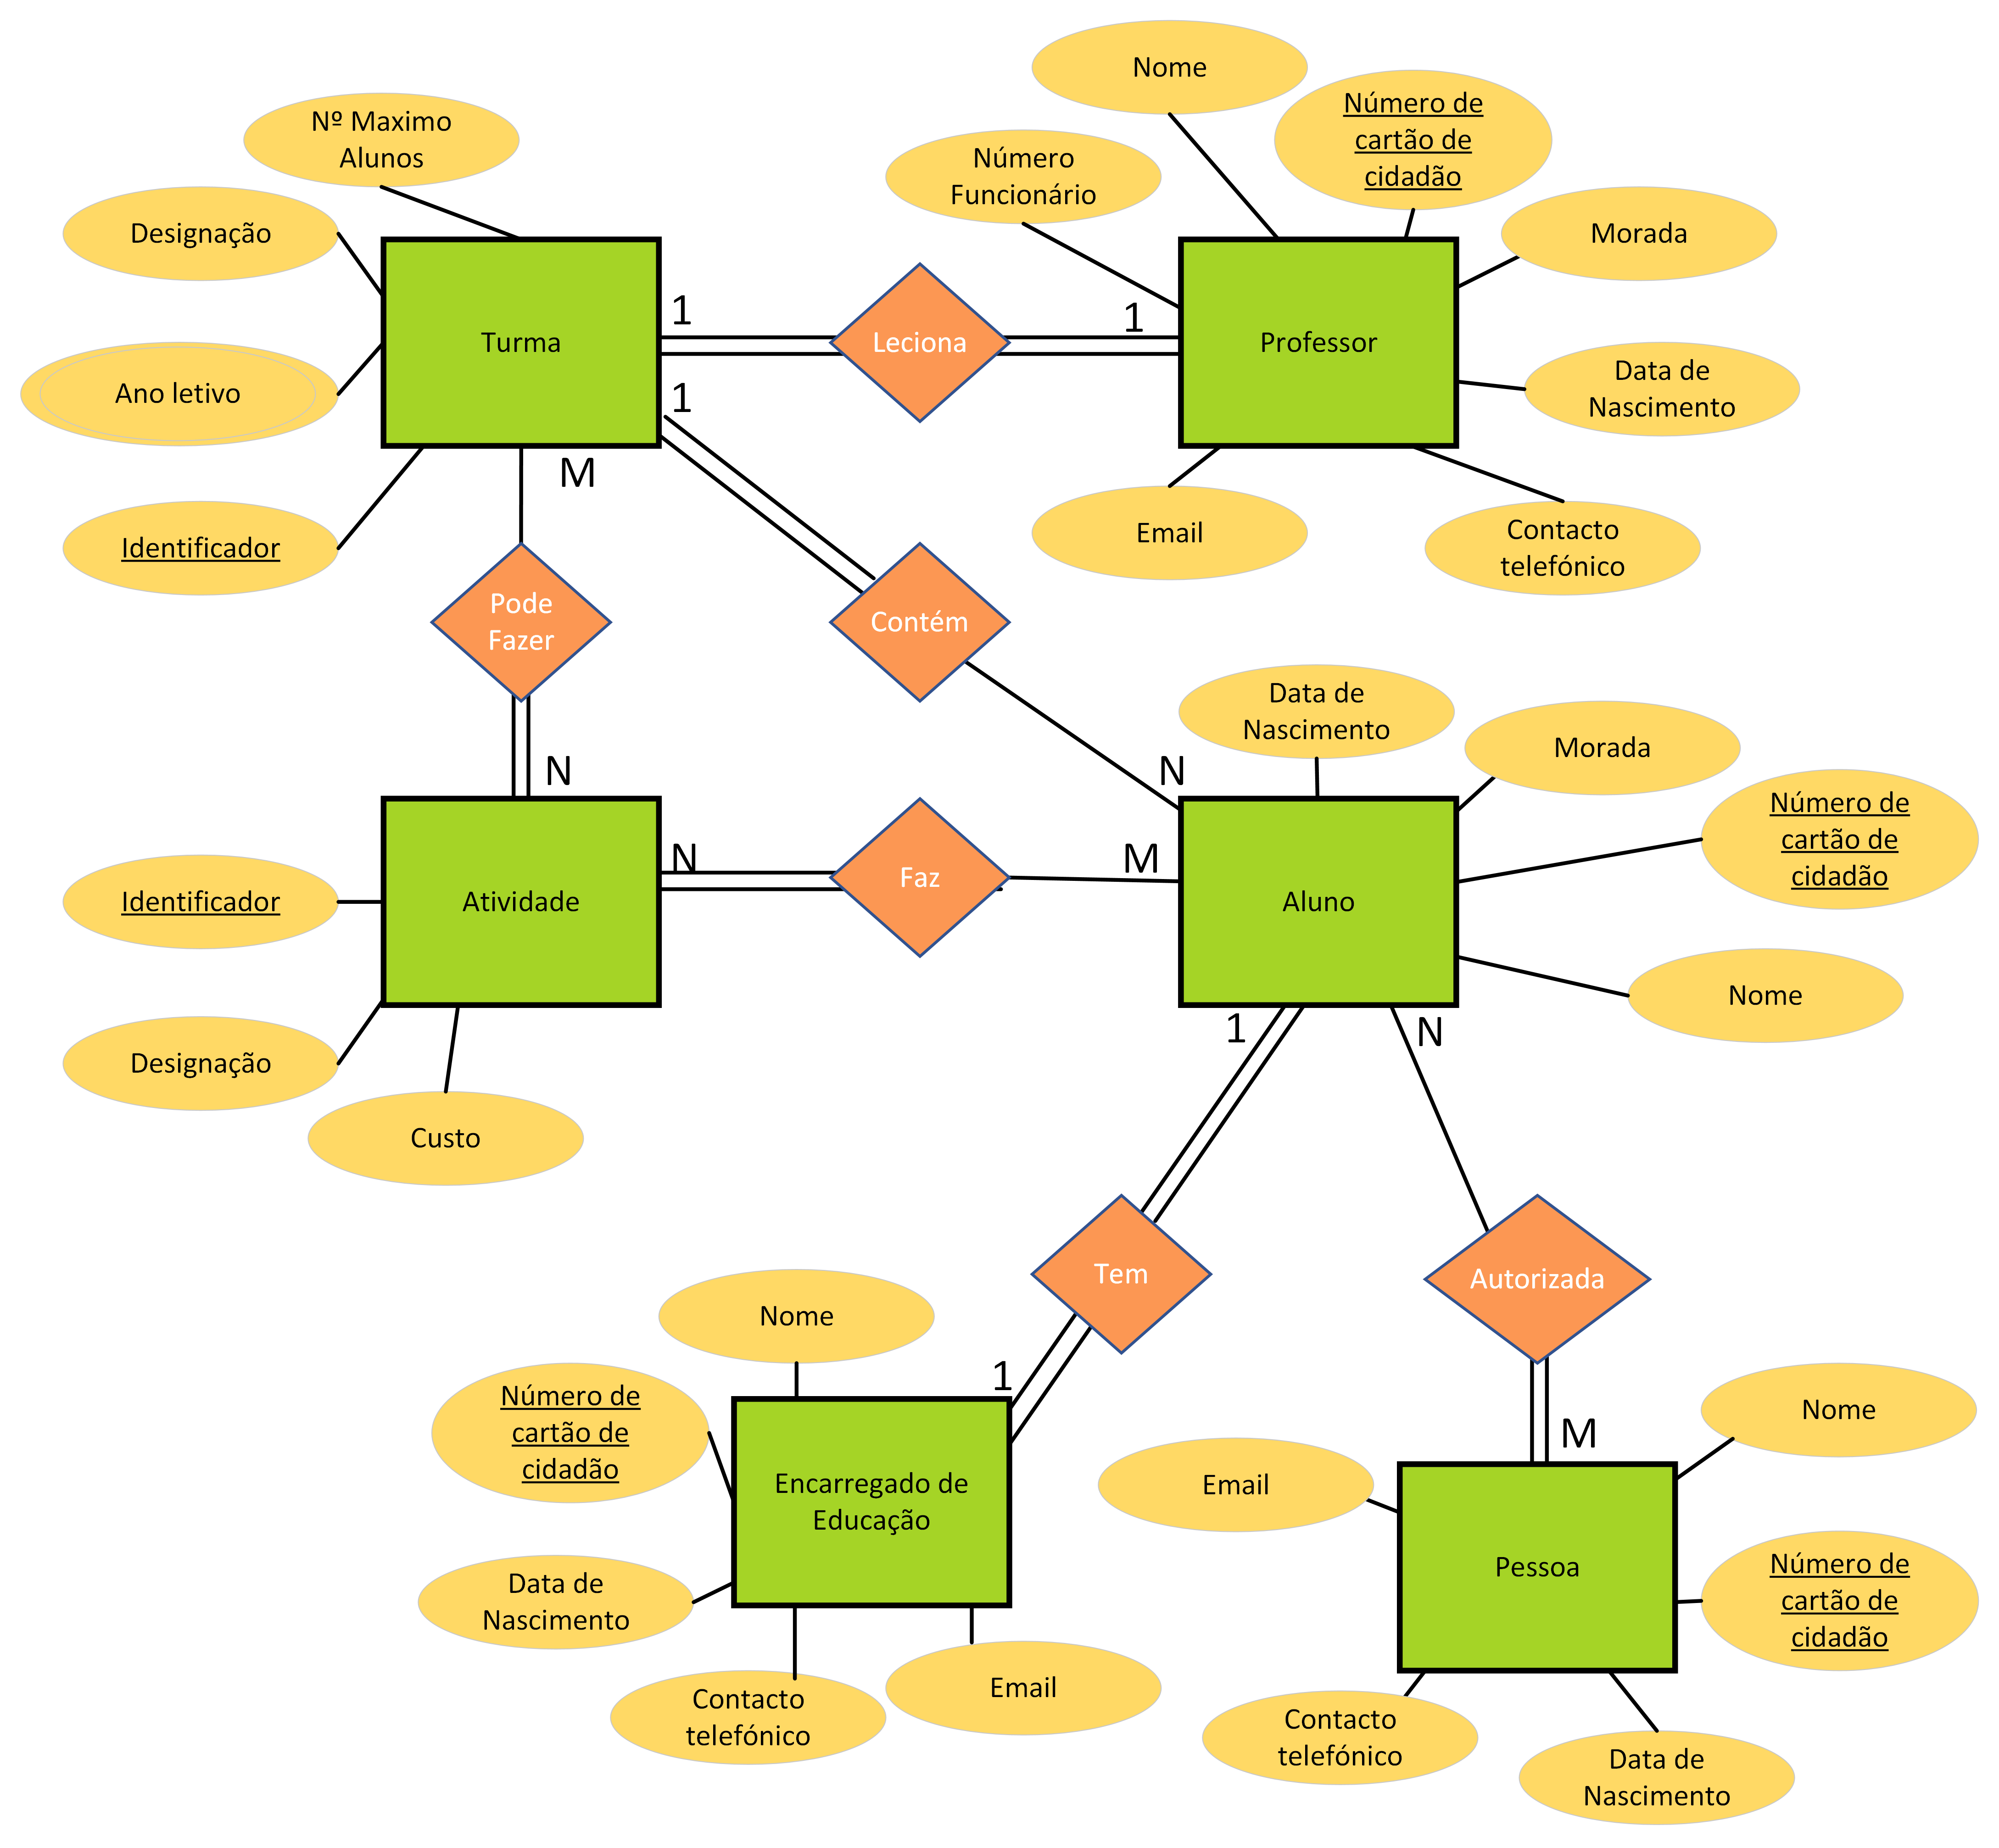 Nome
Nº Maximo
Alunos
Número de
cartão de
cidadão
Número
Funcionário
Designação
Morada
Turma
1
Leciona
1
Professor
Ano letivo
1
Data de
Nascimento
M
Identificador
Email
Contacto
telefónico
Pode
Fazer
Contém
N
N
Data de
Nascimento
Morada
Número de
cartão de
cidadão
Identificador
Atividade
N
Faz
M
Aluno
Nome
Designação
1
N
Custo
Tem
Autorizada
Nome
1
Número de
cartão de
cidadão
M
Nome
Encarregado de
Educação
Email
Pessoa
Número de
cartão de
cidadão
Data de
Nascimento
Contacto
telefónico
Email
Contacto
telefónico
Data de
Nascimento